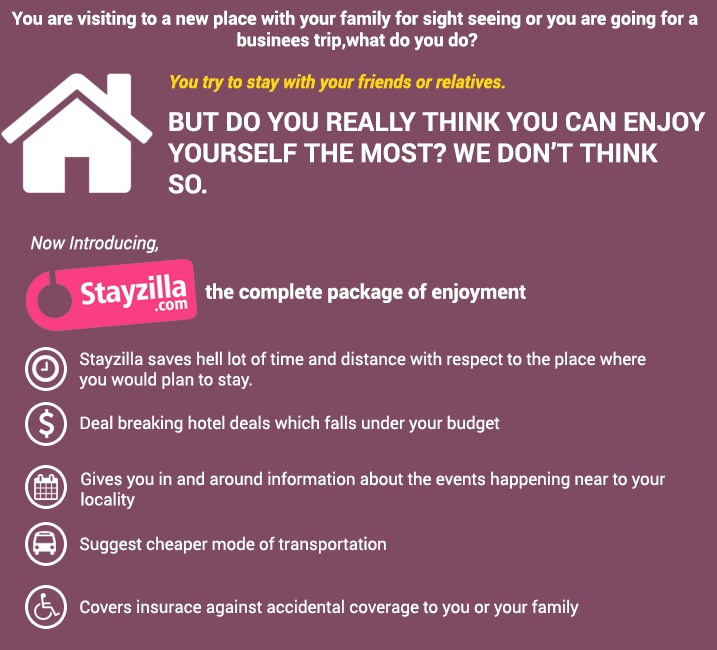 You are visiting to a new place with your family for sight seeing or you are going for a
businees trip,what do you do?
You try to stay with your friends or relatives.
BUT DO YOU REALLY THINK YOU CAN ENJOY
YOURSELF THE MOST? WE DON'T THINK
SO.
Now Introducing,
Stayzilla
.com
the complete package of enjoyment
Stayzilla saves hell lot of time and distance with respect to the place where
you would plan to stay.
Deal breaking hotel deals which falls under your budget
Gives you in and around information about the events happening near to your
locality
Suggest cheaper mode of transportation
Covers insurace against accidental coverage to you or your family